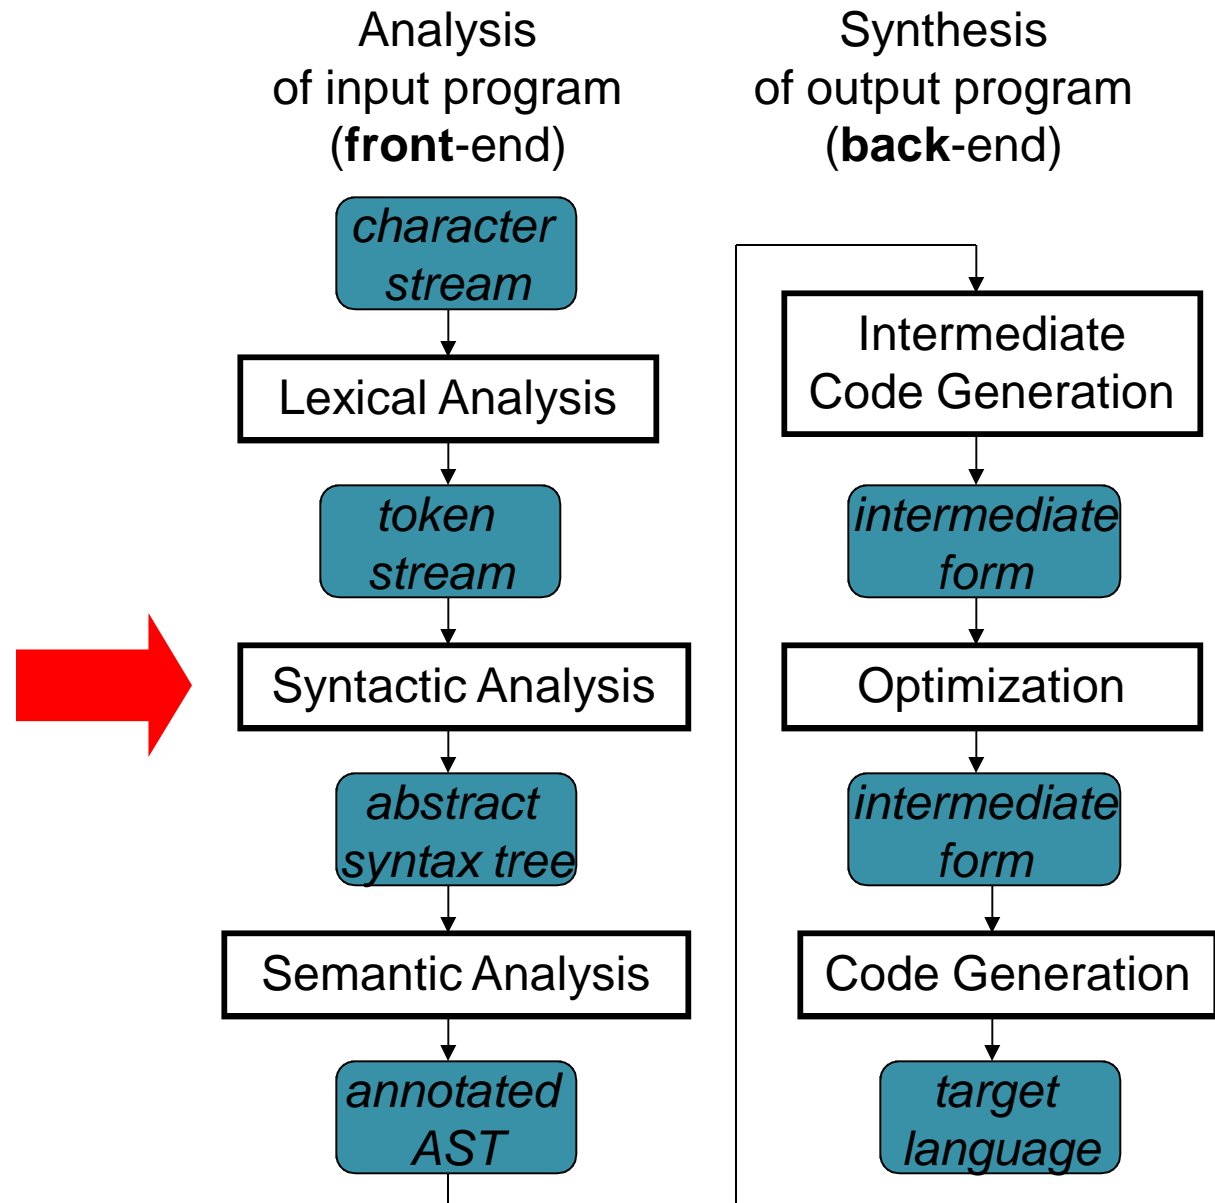 Analysis
of input program
(front-end)
character
stream
Lexical Analysis
token
stream
Syntactic Analysis
abstract
syntax tree
Semantic Analysis
annotated
AST
Synthesis
of output program
(back-end)
Intermediate
Code Generation
intermediate
form
Optimization
intermediate
form
Code Generation
target
language